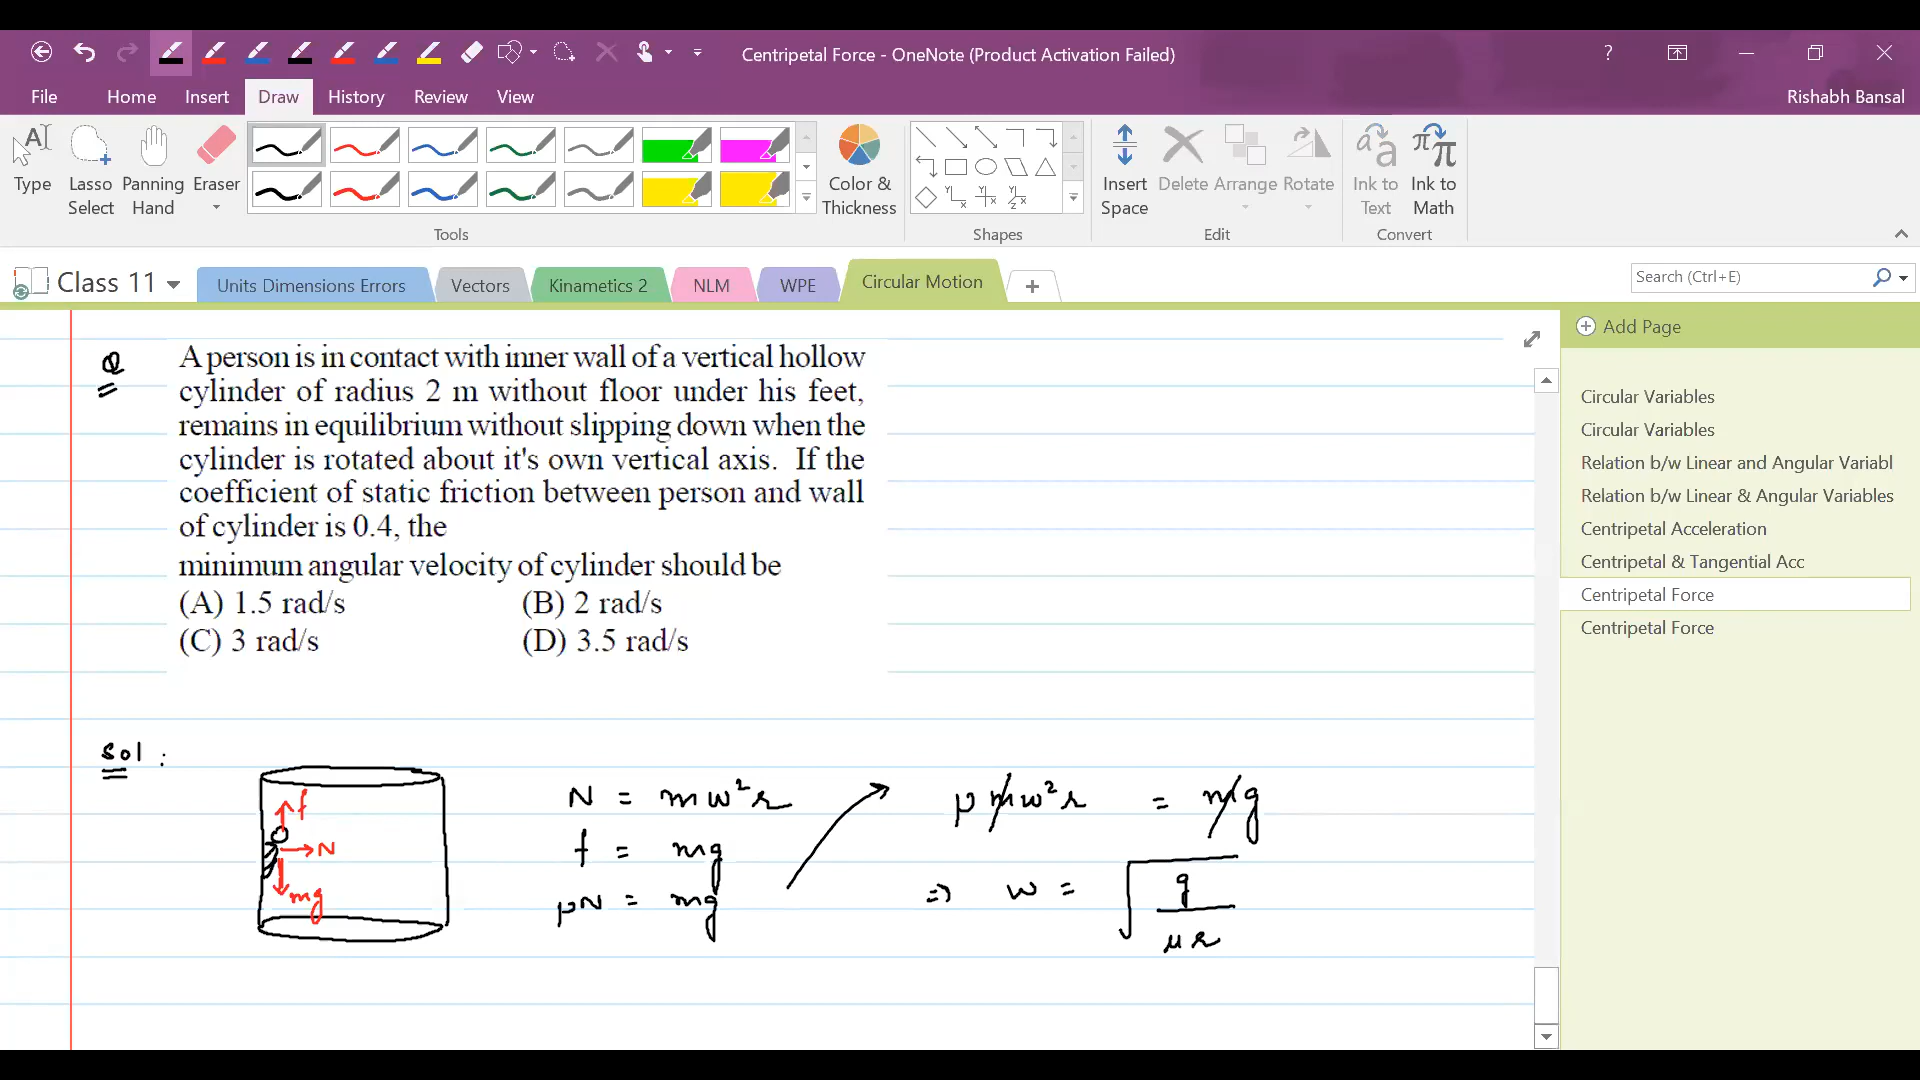 Centripetal Force - OneNote (Product Activation Failed)
?
File Home Insert Draw History Review View
Rishabh Bansal
Type
Lasso Select
Panning Hand
Eraser
Color & Thickness
Insert Space
Delete
Arrange
Rotate
Ink to Text
Ink to Math
Tools
Shapes
Edit
Convert
Class 11
Units Dimensions Errors
Vectors
Kinametics 2
NLM
WPE
Circular Motion
+
Search (Ctrl+E)
Add Page
Circular Variables
Circular Variables
Relation b/w Linear and Angular Variabl
Relation b/w Linear & Angular Variables
Centripetal Acceleration
Centripetal & Tangential Acc
Centripetal Force
Centripetal Force
Q
A person is in contact with inner wall of a vertical hollow
cylinder of radius 2 m without floor under his feet,
remains in equilibrium without slipping down when the
cylinder is rotated about it's own vertical axis. If the
coefficient of static friction between person and wall
of cylinder is 0.4, the
minimum angular velocity of cylinder should be
(A) 1.5 rad/s (B) 2 rad/s
(C) 3 rad/s (D) 3.5 rad/s
Sol :
f
N
mg
N = mw²r
f = mg
μN = mg
μmw²r = mg
⇒ w = √(g/μr)